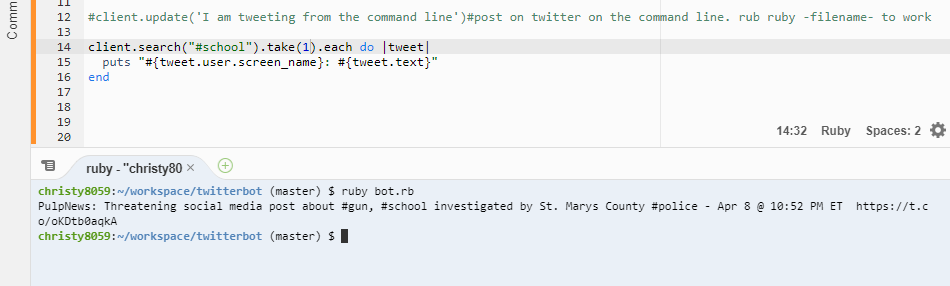 Comm
11
12 #client.update('I am tweeting from the command line')#post on twitter on the command line. rub ruby -filename- to work
13
14 client.search("#school").take(1).each do |tweet|
15 puts "#{tweet.user.screen_name}: #{tweet.text}"
16 end
17
18
19
20
14:32 Ruby Spaces: 2
ruby - "christy80 ×
christy8059:~/workspace/twitterbot (master) $ ruby bot.rb
PulpNews: Threatening social media post about #gun, #school investigated by St. Marys County #police - Apr 8 @ 10:52 PM ET https://t.c
o/oKDtb0aqkA
christy8059:~/workspace/twitterbot (master) $